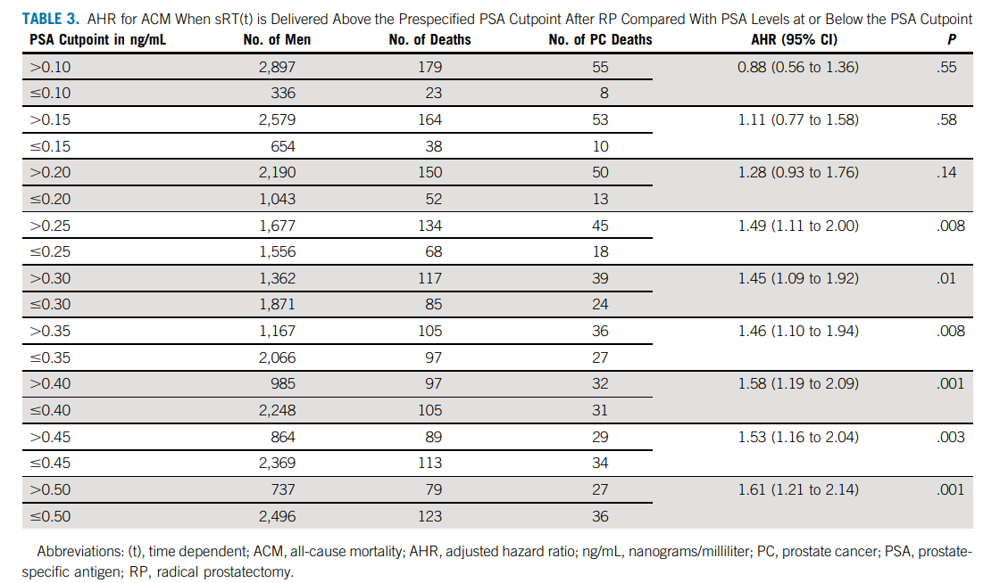 TABLE 3. AHR for ACM When sRT(t) is Delivered Above the Prespecified PSA Cutpoint After RP Compared With PSA Levels at or Below the PSA Cutpoint
PSA Cutpoint in ng/mL No. of Men No. of Deaths No. of PC Deaths AHR (95% CI) P
>0.10 2,897 179 55 0.88 (0.56 to 1.36) .55
≤0.10 336 23 8
>0.15 2,579 164 53 1.11 (0.77 to 1.58) .58
≤0.15 654 38 10
>0.20 2,190 150 50 1.28 (0.93 to 1.76) .14
≤0.20 1,043 52 13
>0.25 1,677 134 45 1.49 (1.11 to 2.00) .008
≤0.25 1,556 68 18
>0.30 1,362 117 39 1.45 (1.09 to 1.92) .01
≤0.30 1,871 85 24
>0.35 1,167 105 36 1.46 (1.10 to 1.94) .008
≤0.35 2,066 97 27
>0.40 985 97 32 1.58 (1.19 to 2.09) .001
≤0.40 2,248 105 31
>0.45 864 89 29 1.53 (1.16 to 2.04) .003
≤0.45 2,369 113 34
>0.50 737 79 27 1.61 (1.21 to 2.14) .001
≤0.50 2,496 123 36
Abbreviations: (t), time dependent; ACM, all-cause mortality; AHR, adjusted hazard ratio; ng/mL, nanograms/milliliter; PC, prostate cancer; PSA, prostate-
specific antigen; RP, radical prostatectomy.